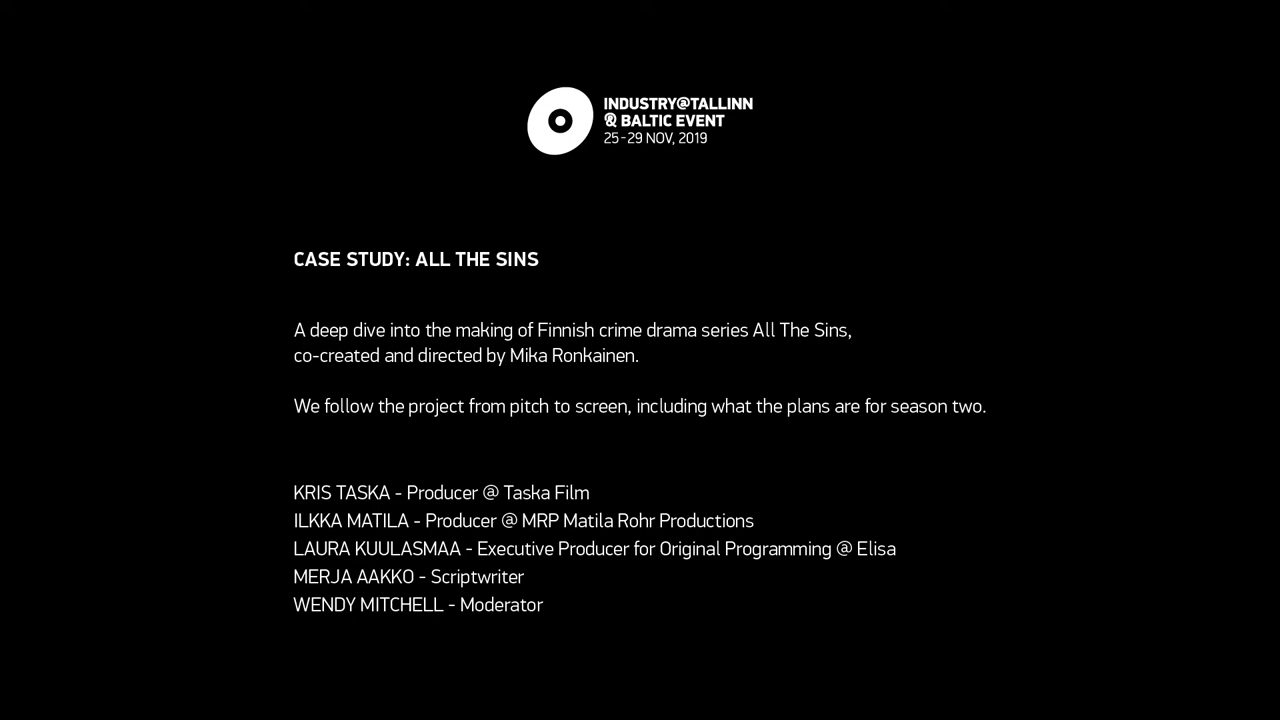 INDUSTRY@TALLINN
& BALTIC EVENT
25-29 NOV, 2019
CASE STUDY: ALL THE SINS
A deep dive into the making of Finnish crime drama series All The Sins,
co-created and directed by Mika Ronkainen.
We follow the project from pitch to screen, including what the plans are for season two.
KRIS TASKA - Producer @ Taska Film
ILKKA MATILA - Producer @ MRP Matila Rohr Productions
LAURA KUULASMAA - Executive Producer for Original Programming @ Elisa
MERJA AAKKO - Scriptwriter
WENDY MITCHELL - Moderator